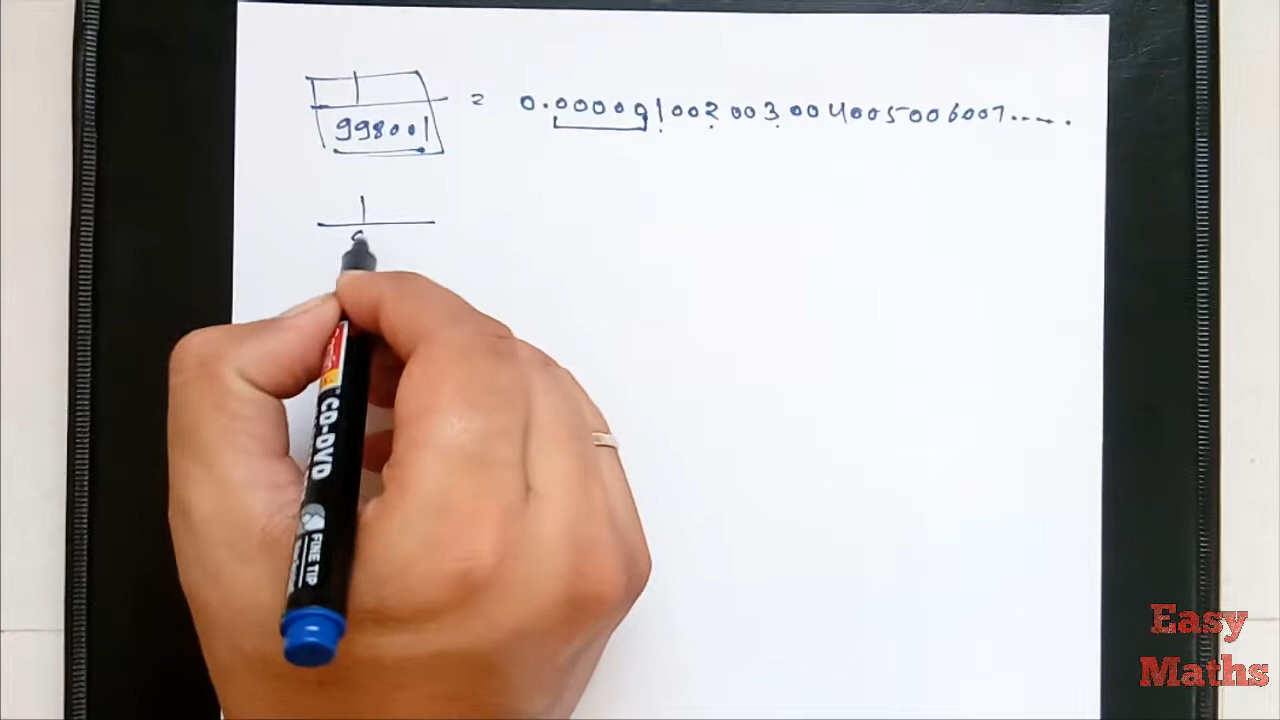 1
998001 = 0.000001002003004005006007.....
1
CD-DVD
FINE TIP
Easy
Maths